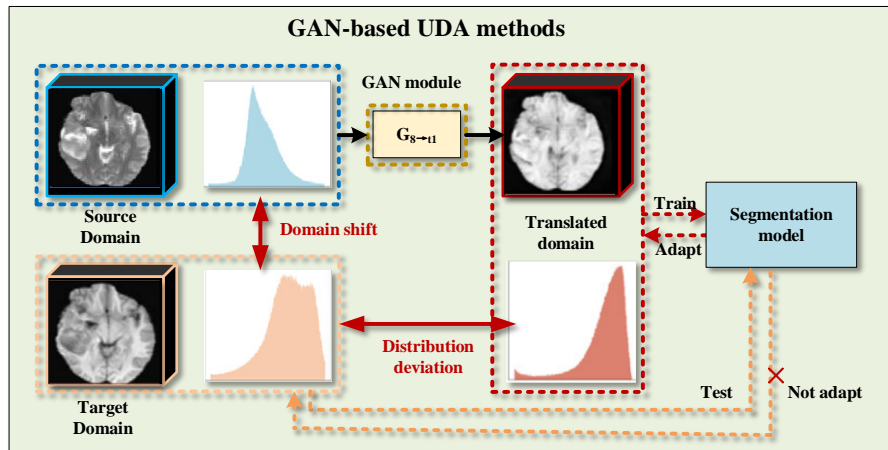 GAN-based UDA methods
GAN module
G8→t1
Source
Domain
Domain shift
Translated
domain
Train
Adapt
Segmentation
model
Target
Domain
Distribution
deviation
Test
Not adapt